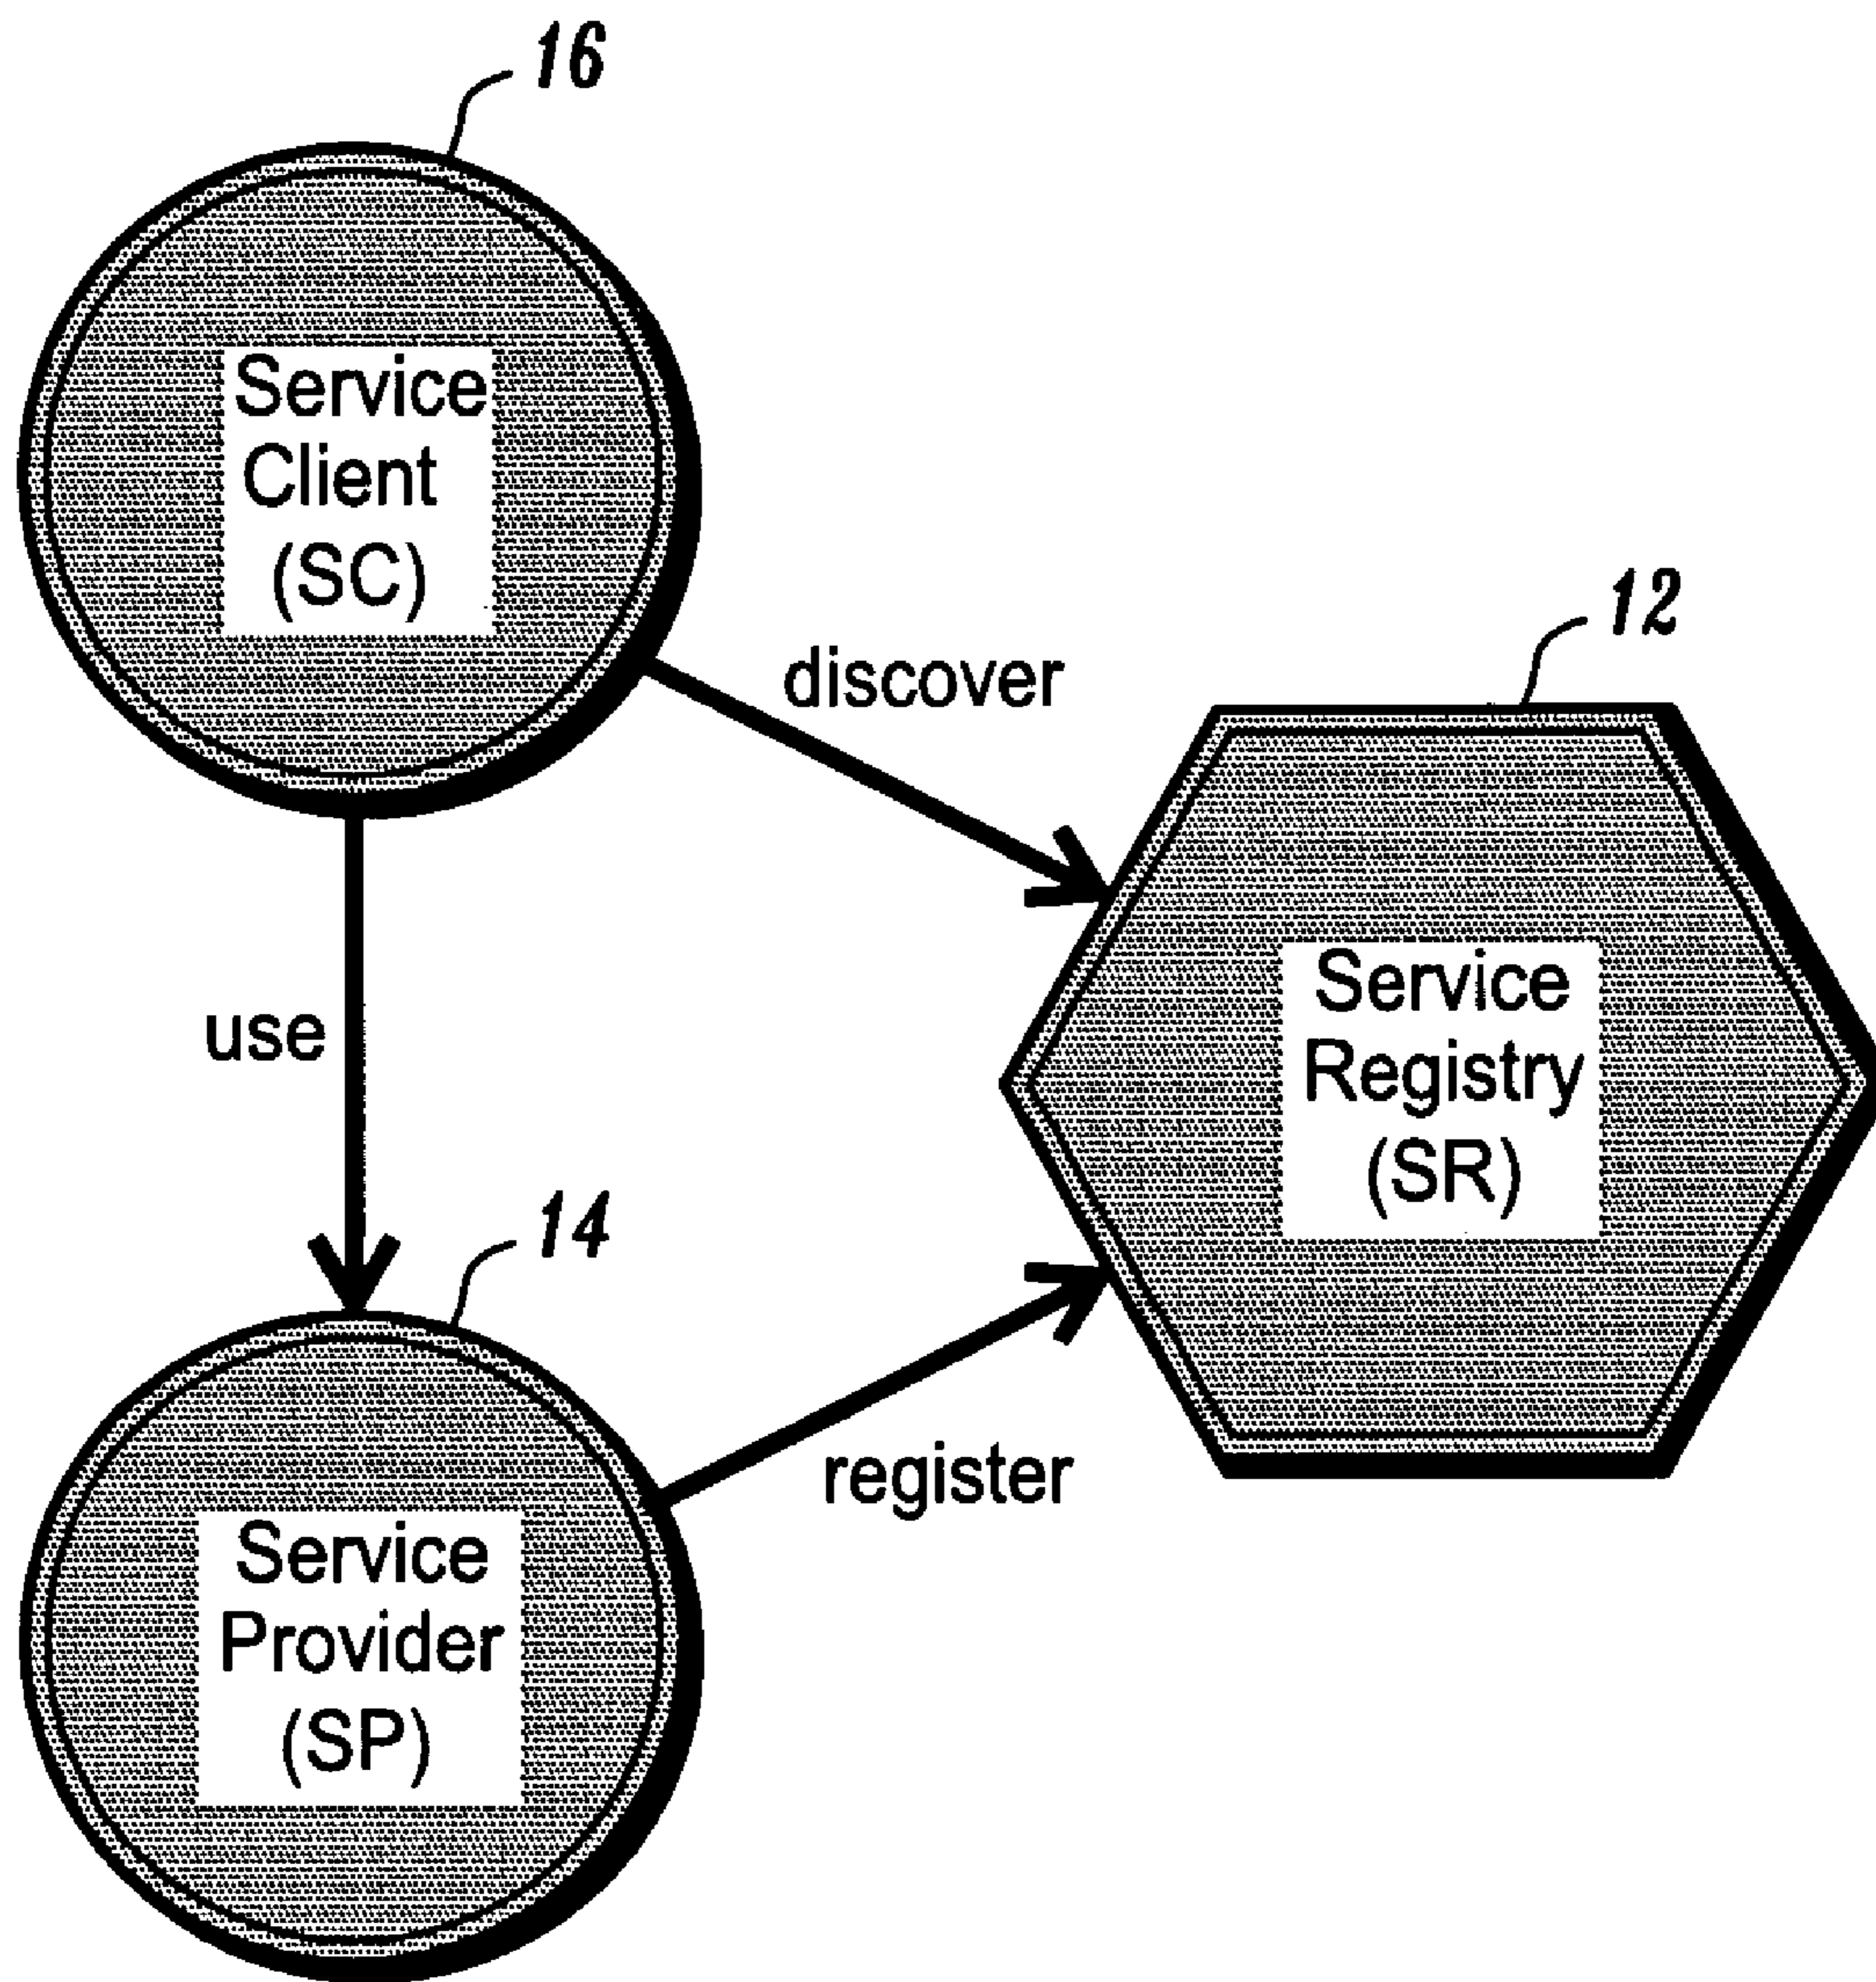 16
Service
Client
(SC)
12
discover
Service
Registry
(SR)
use
14
register
Service
Provider
(SP)